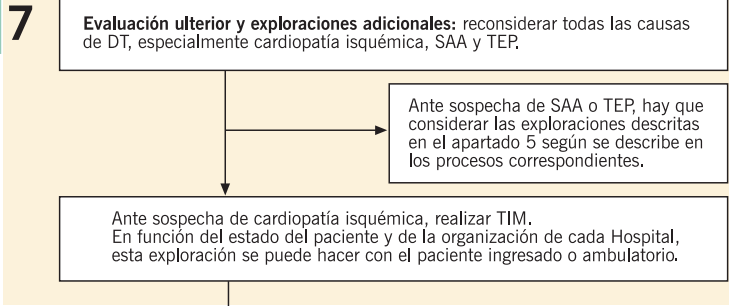 7
Evaluación ulterior y exploraciones adicionales: reconsiderar todas las causas
de DT, especialmente cardiopatía isquémica, SAA y TEP.
Ante sospecha de SAA o TEP, hay que
considerar las exploraciones descritas
en el apartado 5 según se describe en
los procesos correspondientes.
Ante sospecha de cardiopatía isquémica, realizar TIM.
En función del estado del paciente y de la organización de cada Hospital,
esta exploración se puede hacer con el paciente ingresado o ambulatorio.